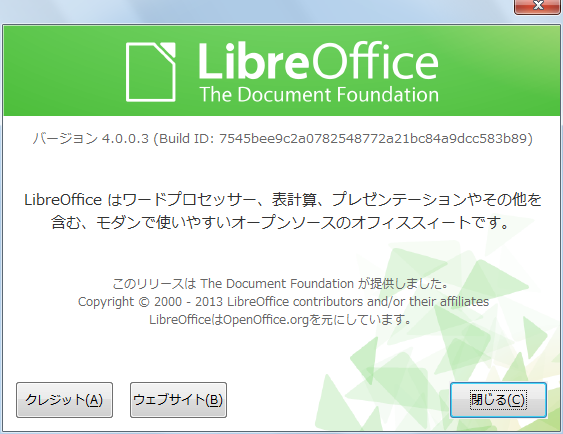 LibreOffice
The Document Foundation
バージョン 4.0.0.3 (Build ID: 7545bee9c2a0782548772a21bc84a9dcc583b89)
LibreOffice はワードプロセッサー、表計算、プレゼンテーションやその他を
含む、モダンで使いやすいオープンソースのオフィススイートです。
このリリースは The Document Foundation が提供しました。
Copyright © 2000 - 2013 LibreOffice contributors and/or their affiliates
LibreOfficeはOpenOffice.orgを元にしています。
クレジット(A) ウェブサイト(B) 閉じる(C)